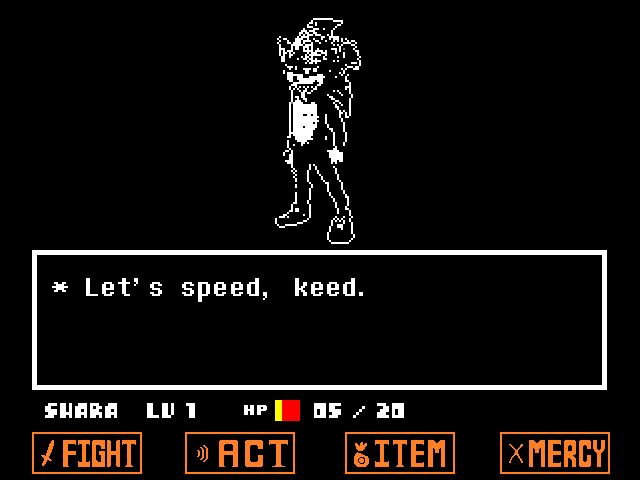 * Let's speed, keed.
SHARA LV 1 HP 05 / 20
FIGHT ACT ITEM MERCY